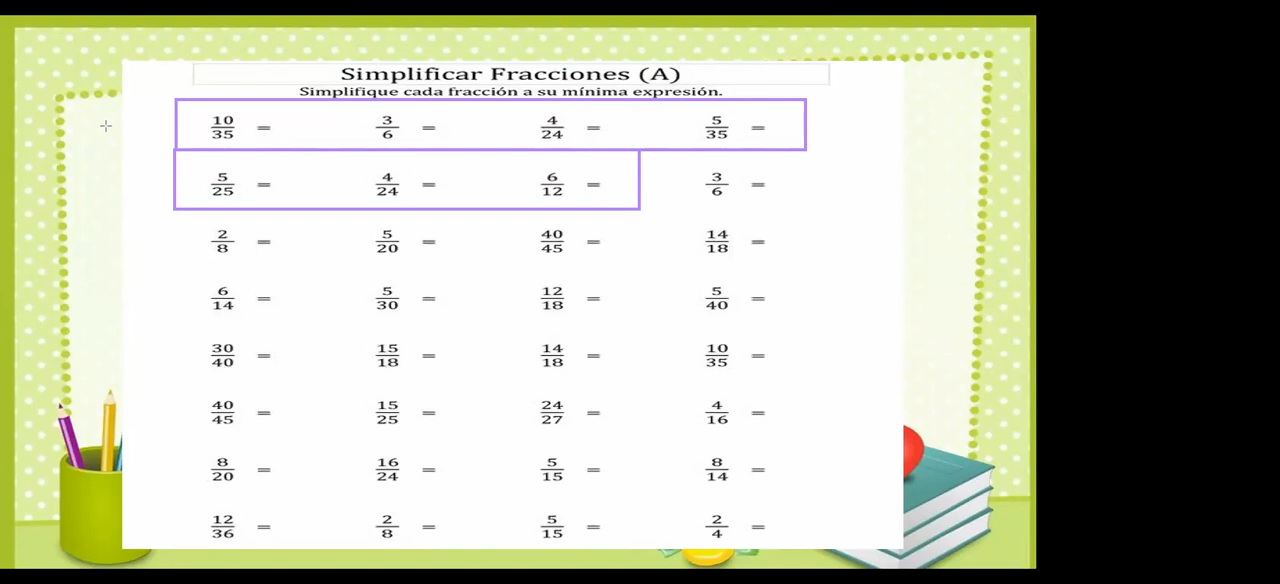 Simplificar Fracciones (A)
Simplifique cada fracción a su mínima expresión.
10/35 = 3/6 = 4/24 = 5/35 =
5/25 = 4/24 = 6/12 = 3/6 =
2/8 = 5/20 = 40/45 = 14/18 =
6/14 = 5/30 = 12/18 = 5/40 =
30/40 = 15/18 = 14/18 = 10/35 =
40/45 = 15/25 = 24/27 = 4/16 =
8/20 = 16/24 = 5/15 = 8/14 =
12/36 = 2/8 = 5/15 = 2/4 =